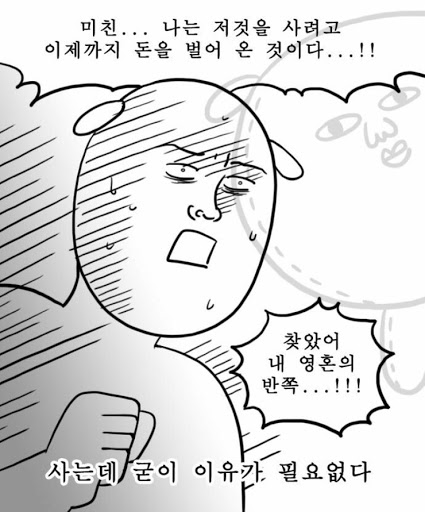 미친... 나는 저것을 사려고
이제까지 돈을 벌어 온 것이다...!!
찾았어
내 영혼의
반쪽...!!!
사는데 굳이 이유가 필요없다